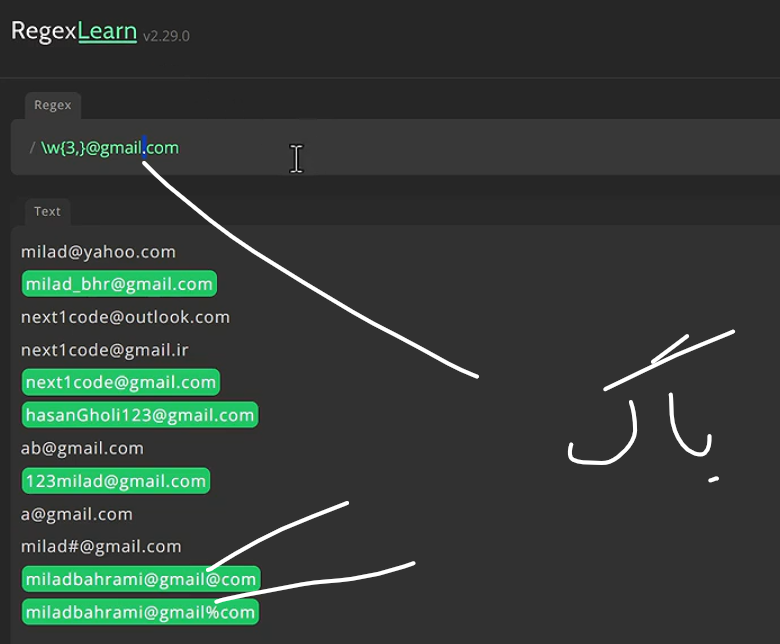 RegexLearn v2.29.0
Regex
/ \w{3,}@gmail.com
Text
milad@yahoo.com
milad_bhr@gmail.com
next1code@outlook.com
next1code@gmail.ir
next1code@gmail.com
hasanGholi123@gmail.com
ab@gmail.com
123milad@gmail.com
a@gmail.com
milad#@gmail.com
miladbahrami@gmail@com
miladbahrami@gmail%com
باگ